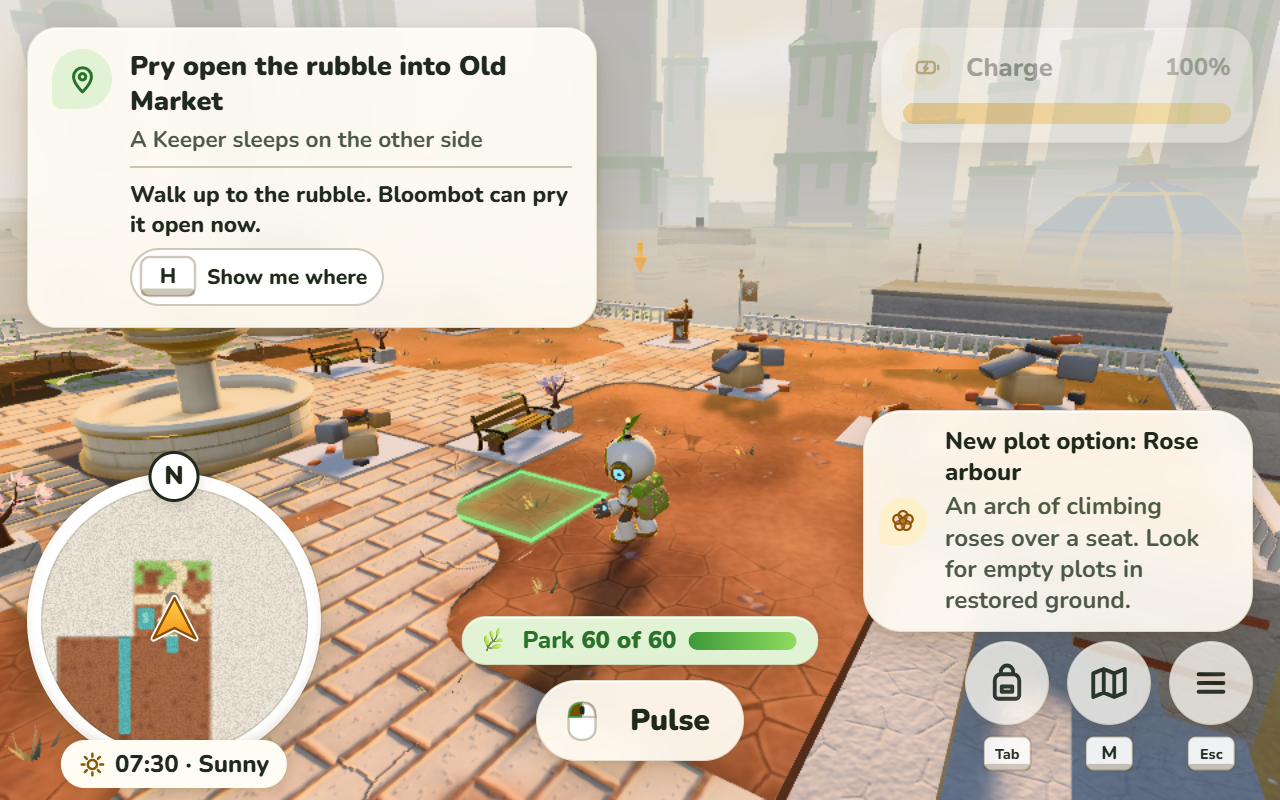 Pry open the rubble into Old
Market
A Keeper sleeps on the other side
Walk up to the rubble. Bloombot can pry
it open now.
H Show me where
Charge 100%
N
New plot option: Rose
arbour
An arch of climbing
roses over a seat. Look
for empty plots in
restored ground.
Park 60 of 60
Pulse
Tab M Esc
07:30 · Sunny